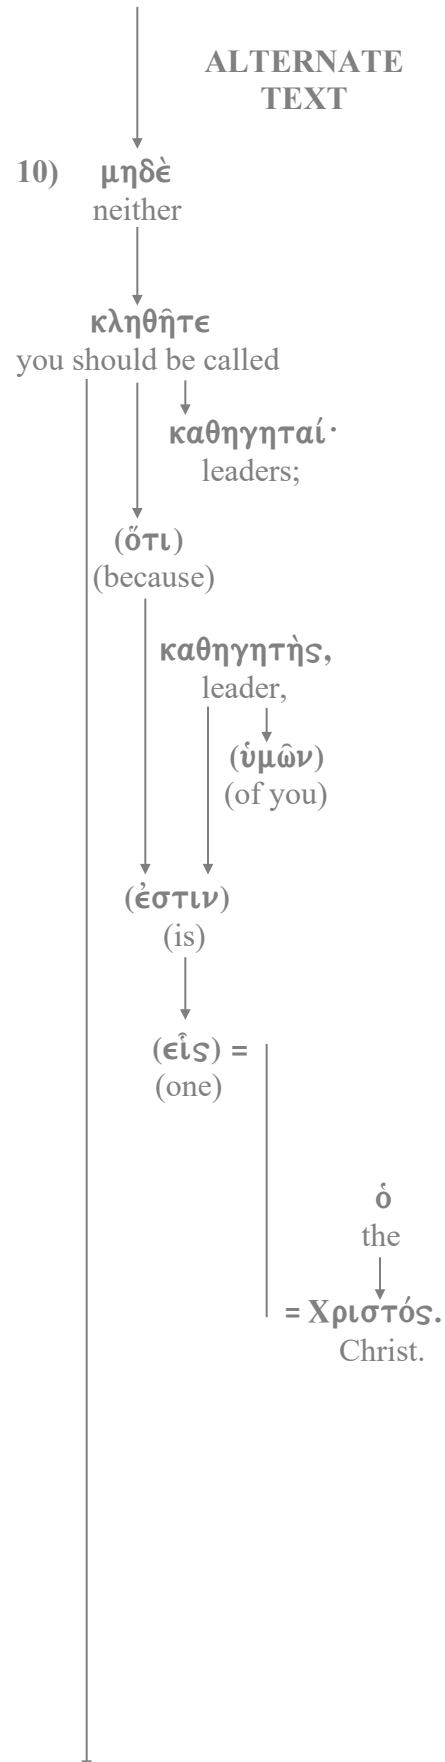 ALTERNATE
TEXT
10) μηδὲ
neither
κληθῆτε
you should be called
καθηγηταί·
leaders;
(ὅτι)
(because)
καθηγητὴς,
leader,
(ὑμῶν)
(of you)
(ἐστιν)
(is)
(εἷς) =
(one)
ὁ
the
= Χριστός.
Christ.